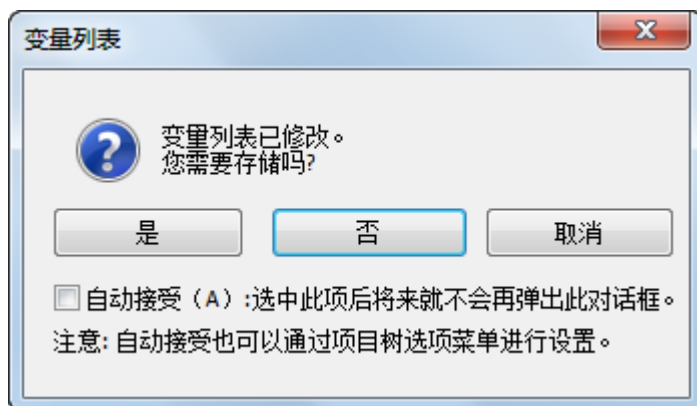 变量列表
变量列表已修改。
您需要存储吗?
是 否 取消
自动接受（A）:选中此项后将来就不会再弹出此对话框。
注意: 自动接受也可以通过项目树选项菜单进行设置。